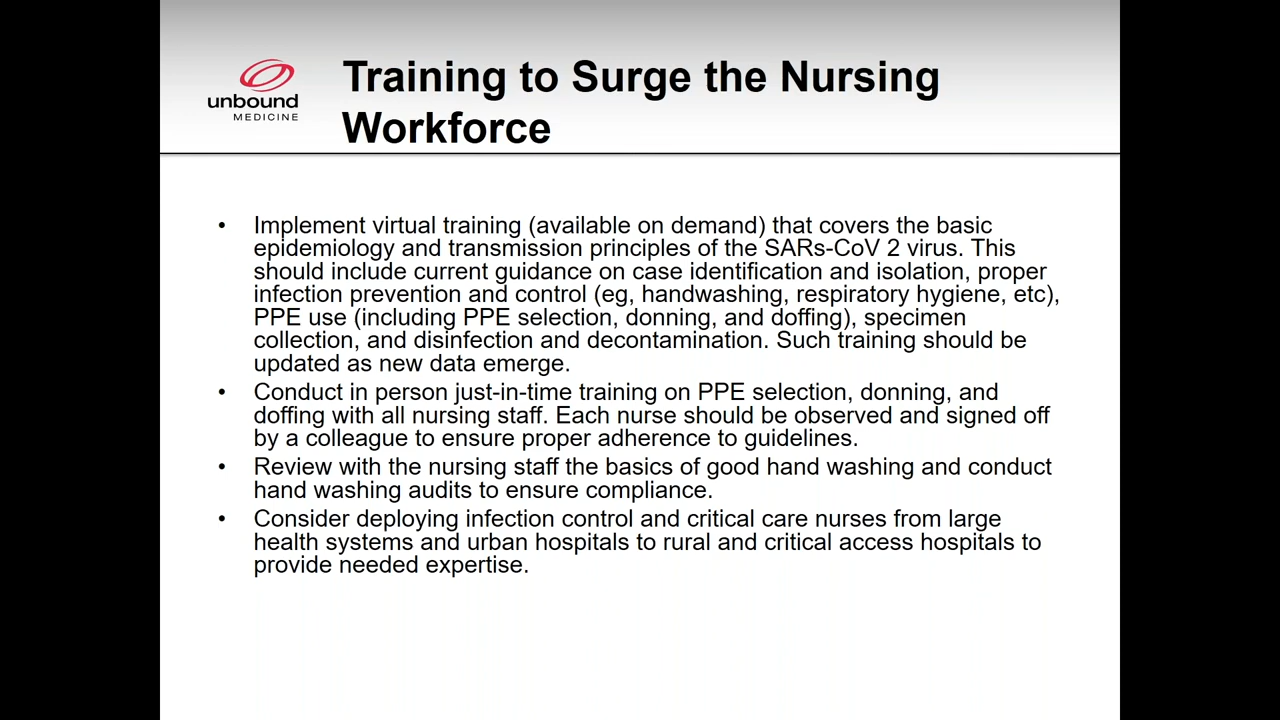 unbound
MEDICINE
Training to Surge the Nursing
Workforce
• Implement virtual training (available on demand) that covers the basic
epidemiology and transmission principles of the SARs-CoV 2 virus. This
should include current guidance on case identification and isolation, proper
infection prevention and control (eg, handwashing, respiratory hygiene, etc),
PPE use (including PPE selection, donning, and doffing), specimen
collection, and disinfection and decontamination. Such training should be
updated as new data emerge.
• Conduct in person just-in-time training on PPE selection, donning, and
doffing with all nursing staff. Each nurse should be observed and signed off
by a colleague to ensure proper adherence to guidelines.
• Review with the nursing staff the basics of good hand washing and conduct
hand washing audits to ensure compliance.
• Consider deploying infection control and critical care nurses from large
health systems and urban hospitals to rural and critical access hospitals to
provide needed expertise.